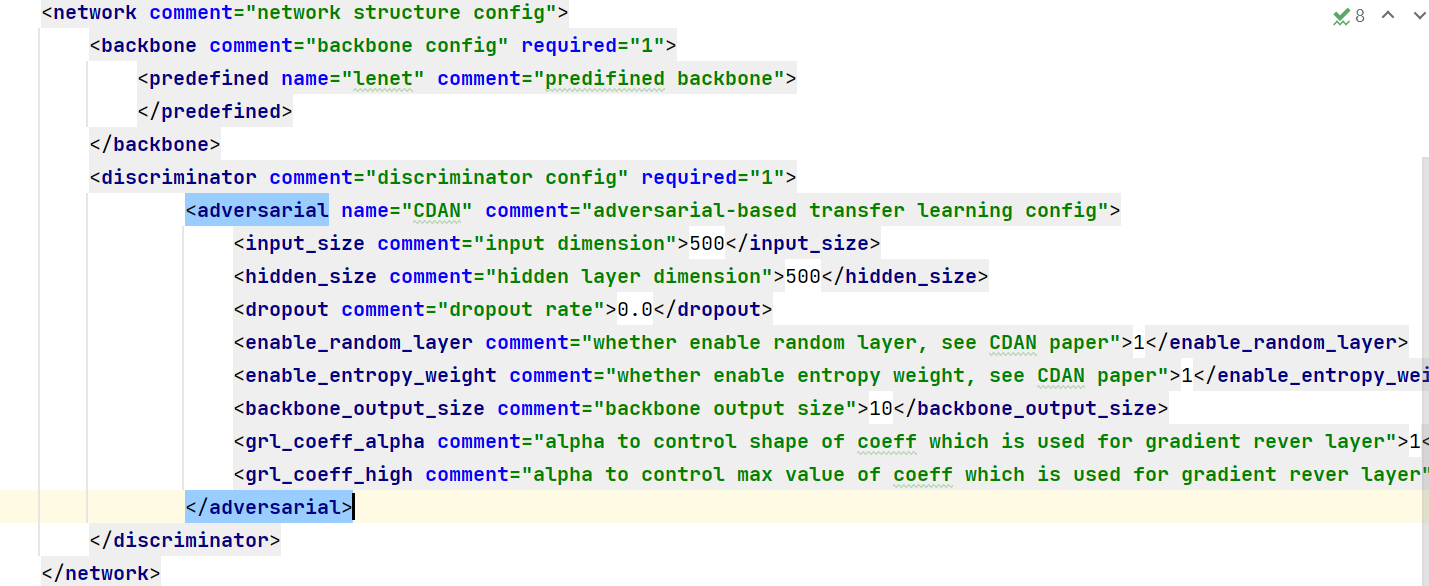 <network comment="network structure config">
8
<backbone comment="backbone config" required="1">
<predefined name="lenet" comment="predifined backbone">
</predefined>
</backbone>
<discriminator comment="discriminator config" required="1">
<adversarial name="CDAN" comment="adversarial-based transfer learning config">
<input_size comment="input dimension">500</input_size>
<hidden_size comment="hidden layer dimension">500</hidden_size>
<dropout comment="dropout rate">0.0</dropout>
<enable_random_layer comment="whether enable random layer, see CDAN paper">1</enable_random_layer>
<enable_entropy_weight comment="whether enable entropy weight, see CDAN paper">1</enable_entropy_wei
<backbone_output_size comment="backbone output size">10</backbone_output_size>
<grl_coeff_alpha comment="alpha to control shape of coeff which is used for gradient rever layer">1<
<grl_coeff_high comment="alpha to control max value of coeff which is used for gradient rever layer"
</adversarial>
</discriminator>
</network>